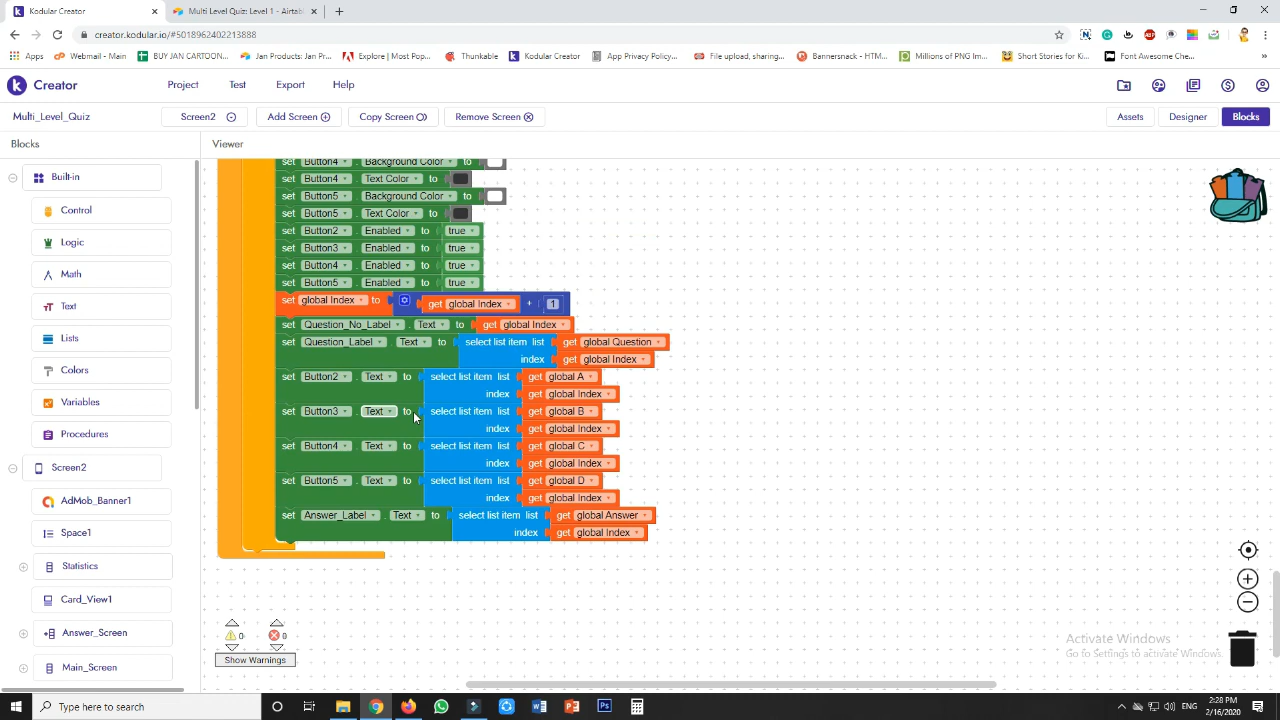 Kodular Creator
Multi Level Quiz: Level 1 - Airtabl
creator.kodular.io/#5018962402213888
Apps
Webmail - Main
BUY JAN CARTOON...
Jan Products: Jan Pr...
Explore | Most pop...
Thunkable
Kodular Creator
App Privacy Policy...
File upload, sharing...
Bannersnack - HTM...
Millions of PNG Im...
Short Stories for Ki...
Font Awesome Che...
Creator
Project
Test
Export
Help
Multi_Level_Quiz
Screen2
Add Screen
Copy Screen
Remove Screen
Assets
Designer
Blocks
Blocks
Viewer
Built-in
Control
Logic
Math
Text
Lists
Colors
Variables
Procedures
Screen2
AdMob_Banner1
Space1
Statistics
Card_View1
Answer_Screen
Main_Screen
set Button4 . Background Color to
set Button4 . Text Color to
set Button5 . Background Color to
set Button5 . Text Color to
set Button2 . Enabled to true
set Button3 . Enabled to true
set Button4 . Enabled to true
set Button5 . Enabled to true
set global Index to get global Index + 1
set Question_No_Label . Text to get global Index
set Question_Label . Text to select list item list get global Question
index get global Index
set Button2 . Text to select list item list get global A
index get global Index
set Button3 . Text to select list item list get global B
index get global Index
set Button4 . Text to select list item list get global C
index get global Index
set Button5 . Text to select list item list get global D
index get global Index
set Answer_Label . Text to select list item list get global Answer
index get global Index
0 0
Show Warnings
Activate Windows
Go to Settings to activate Windows.
Type here to search
ENG
2:28 PM
2/16/2020